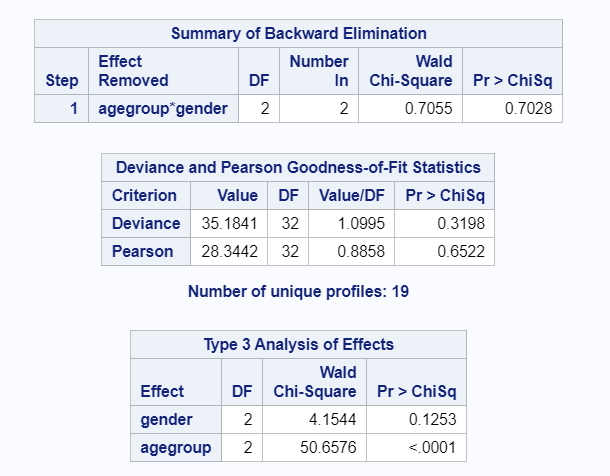 Summary of Backward Elimination
Step Effect Removed DF Number In Wald Chi-Square Pr > ChiSq
1 agegroup*gender 2 2 0.7055 0.7028
Deviance and Pearson Goodness-of-Fit Statistics
Criterion Value DF Value/DF Pr > ChiSq
Deviance 35.1841 32 1.0995 0.3198
Pearson 28.3442 32 0.8858 0.6522
Number of unique profiles: 19
Type 3 Analysis of Effects
Effect DF Wald Chi-Square Pr > ChiSq
gender 2 4.1544 0.1253
agegroup 2 50.6576 <.0001